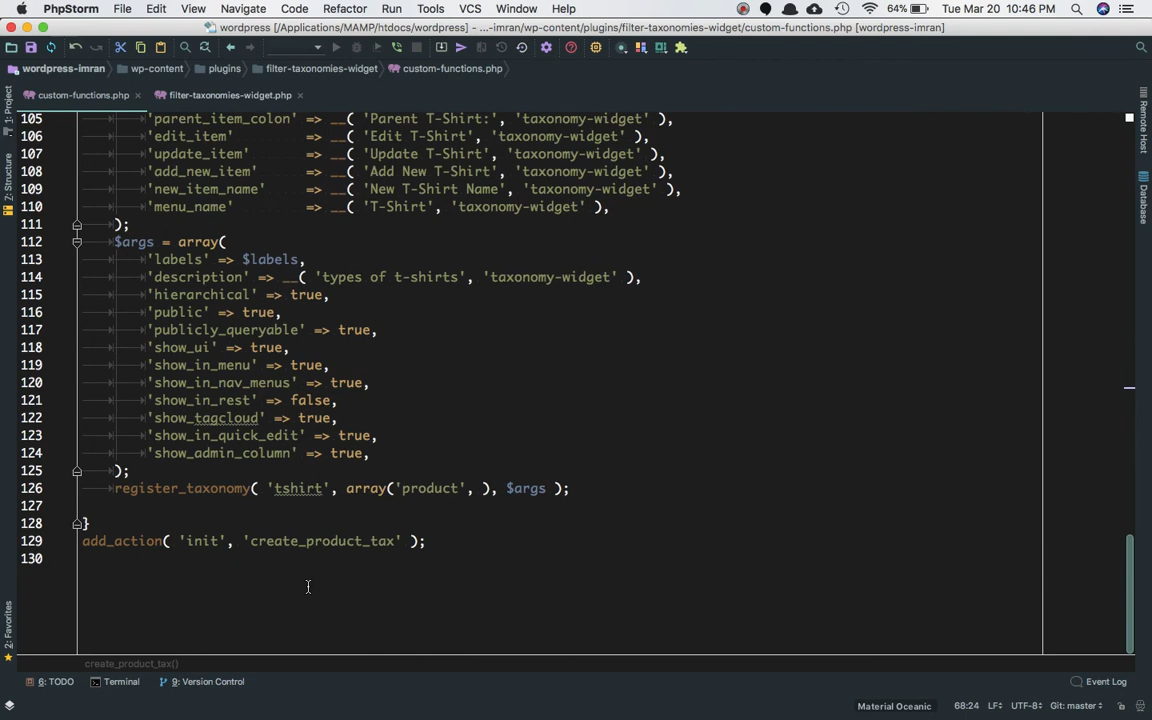 PhpStorm File Edit View Navigate Code Refactor Run Tools VCS Window Help 64% Tue Mar 20 10:46 PM
wordpress [/Applications/MAMP/htdocs/wordpress] - ...-imran/wp-content/plugins/filter-taxonomies-widget/custom-functions.php [wordpress-imran]
wordpress-imran wp-content plugins filter-taxonomies-widget custom-functions.php
custom-functions.php filter-taxonomies-widget.php
1: Project
Z: Structure
2: Favorites
Remote Host
Database
105 'parent_item_colon' => __( 'Parent T-Shirt:', 'taxonomy-widget' ),
106 'edit_item' => __( 'Edit T-Shirt', 'taxonomy-widget' ),
107 'update_item' => __( 'Update T-Shirt', 'taxonomy-widget' ),
108 'add_new_item' => __( 'Add New T-Shirt', 'taxonomy-widget' ),
109 'new_item_name' => __( 'New T-Shirt Name', 'taxonomy-widget' ),
110 'menu_name' => __( 'T-Shirt', 'taxonomy-widget' ),
111 );
112 $args = array(
113 'labels' => $labels,
114 'description' => __( 'types of t-shirts', 'taxonomy-widget' ),
115 'hierarchical' => true,
116 'public' => true,
117 'publicly_queryable' => true,
118 'show_ui' => true,
119 'show_in_menu' => true,
120 'show_in_nav_menus' => true,
121 'show_in_rest' => false,
122 'show_tagcloud' => true,
123 'show_in_quick_edit' => true,
124 'show_admin_column' => true,
125 );
126 register_taxonomy( 'tshirt', array('product', ), $args );
127
128 }
129 add_action( 'init', 'create_product_tax' );
130
create_product_tax()
6: TODO Terminal 9: Version Control Event Log
Material Oceanic 68:24 LF UTF-8 Git: master